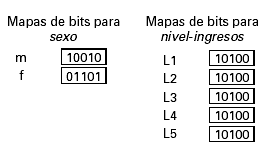 Mapas de bits para
sexo
m 10010
f 01101
Mapas de bits para
nivel-ingresos
L1 10100
L2 10100
L3 10100
L4 10100
L5 10100